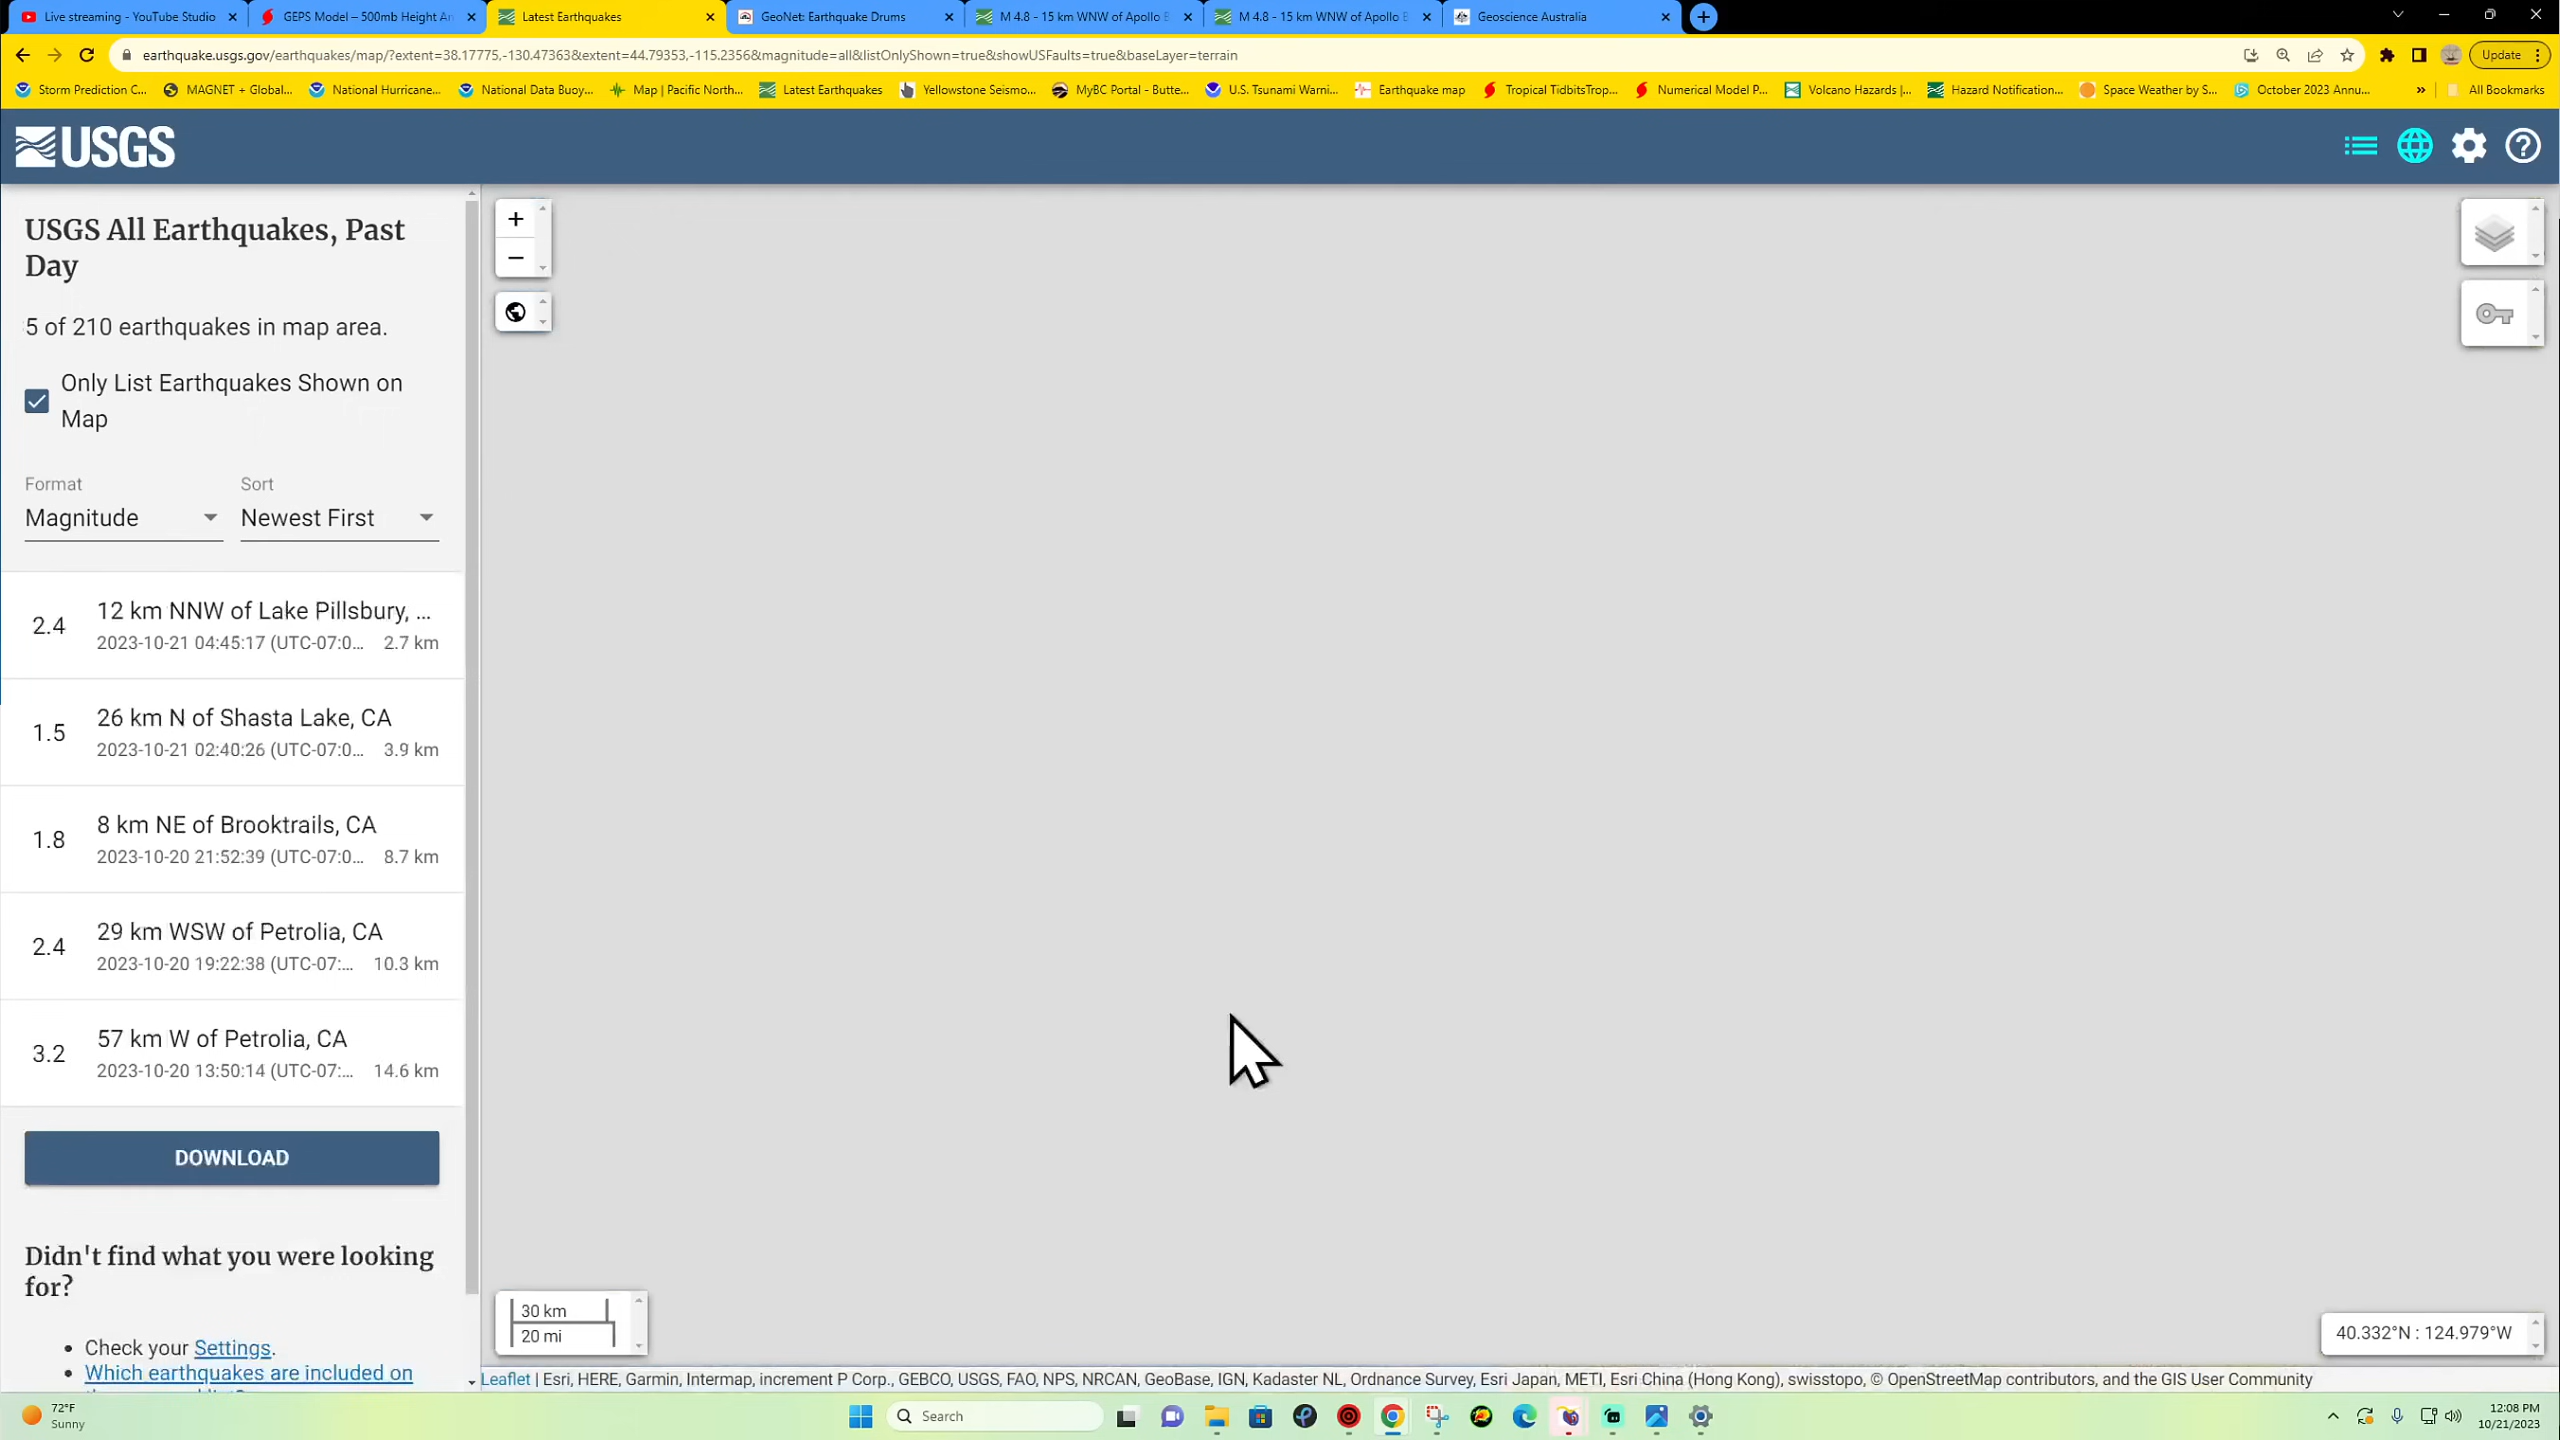 Live streaming - YouTube Studio
GEPS Model – 500mb Height An
Latest Earthquakes
GeoNet: Earthquake Drums
M 4.8 - 15 km WNW of Apollo B
M 4.8 - 15 km WNW of Apollo B
Geoscience Australia
earthquake.usgs.gov/earthquakes/map/?extent=38.17775,-130.47363&extent=44.79353,-115.2356&magnitude=all&listOnlyShown=true&showUSFaults=true&baseLayer=terrain
Update
Storm Prediction C...
MAGNET + Global...
National Hurricane...
National Data Buoy...
Map | Pacific North...
Latest Earthquakes
Yellowstone Seismo...
MyBC Portal - Butte...
U.S. Tsunami Warni...
Earthquake map
Tropical TidbitsTrop...
Numerical Model P...
Volcano Hazards |...
Hazard Notification...
Space Weather by S...
October 2023 Annu...
»
All Bookmarks
USGS
USGS All Earthquakes, Past
Day
5 of 210 earthquakes in map area.
Only List Earthquakes Shown on
Map
Format
Sort
Magnitude
Newest First
2.4
12 km NNW of Lake Pillsbury, ...
2023-10-21 04:45:17 (UTC-07:0... 2.7 km
1.5
26 km N of Shasta Lake, CA
2023-10-21 02:40:26 (UTC-07:0... 3.9 km
1.8
8 km NE of Brooktrails, CA
2023-10-20 21:52:39 (UTC-07:0... 8.7 km
2.4
29 km WSW of Petrolia, CA
2023-10-20 19:22:38 (UTC-07:... 10.3 km
3.2
57 km W of Petrolia, CA
2023-10-20 13:50:14 (UTC-07:... 14.6 km
DOWNLOAD
Didn't find what you were looking
for?
• Check your Settings.
• Which earthquakes are included on
+
−
30 km
20 mi
40.332°N : 124.979°W
Leaflet | Esri, HERE, Garmin, Intermap, increment P Corp., GEBCO, USGS, FAO, NPS, NRCAN, GeoBase, IGN, Kadaster NL, Ordnance Survey, Esri Japan, METI, Esri China (Hong Kong), swisstopo, © OpenStreetMap contributors, and the GIS User Community
72°F
Sunny
Search
12:08 PM
10/21/2023